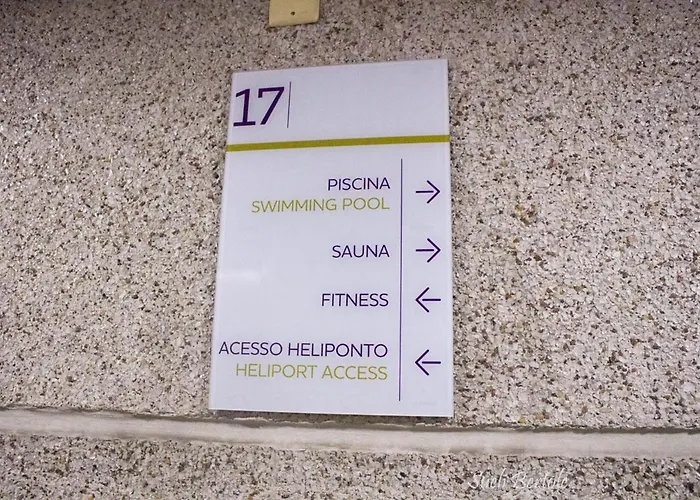 17
PISCINA
SWIMMING POOL
SAUNA
FITNESS
ACESSO HELIPONTO
HELIPORT ACCESS